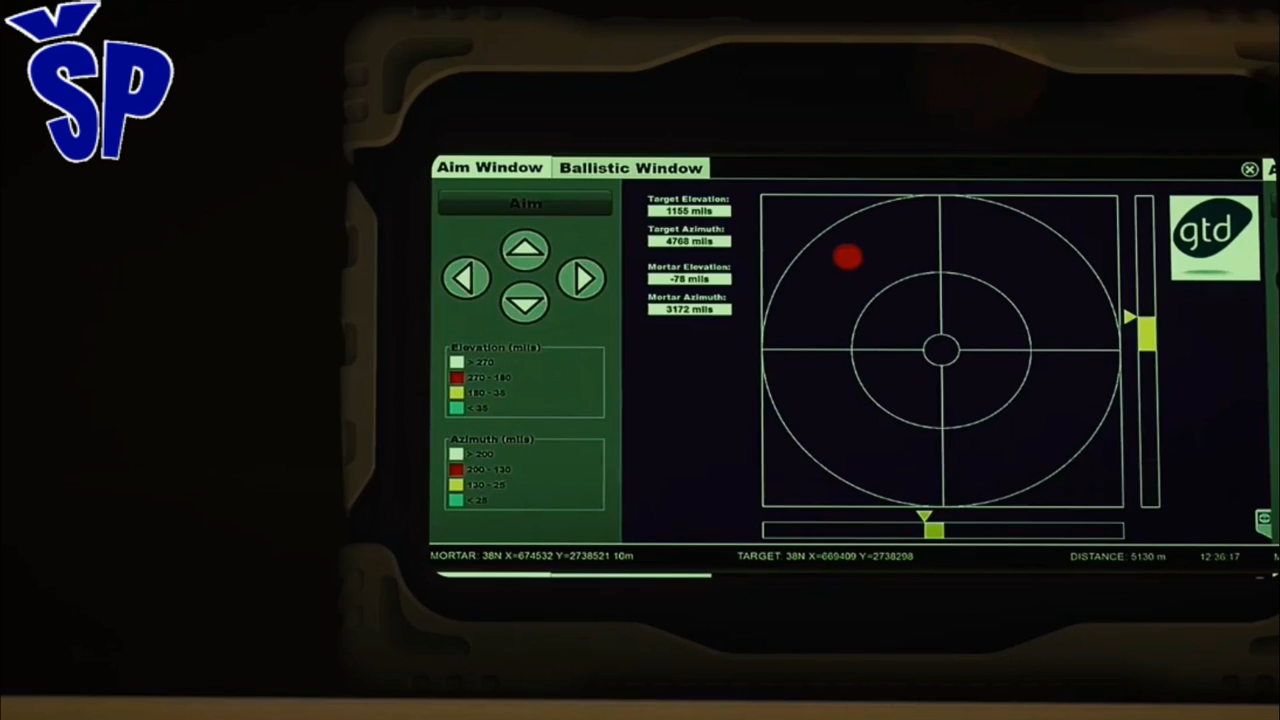 ŠP
Aim Window
Ballistic Window
Aim
Target Elevation:
1155 mils
Target Azimuth:
4768 mils
Mortar Elevation:
-78 mils
Mortar Azimuth:
3172 mils
gtd
Elevation (mils)
> 270
270 - 180
180 - 35
< 35
Azimuth (mils)
> 200
200 - 130
130 - 25
< 25
MORTAR: 38N X=674532 Y=2738521 10m
TARGET: 38N X=669409 Y=2738298
DISTANCE: 5130 m
12:36:17